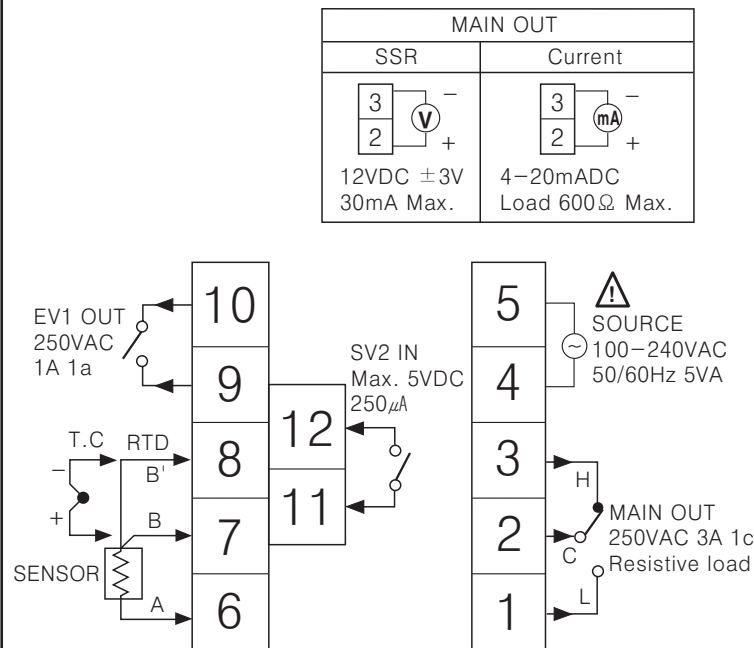 MAIN OUT
SSR
Current
3
2
V
−
+
3
2
mA
−
+
12VDC ±3V
30mA Max.
4−20mADC
Load 600Ω Max.
EV1 OUT
250VAC
1A 1a
10
9
8
7
6
T.C
RTD
−
+
B'
B
A
SENSOR
12
11
SV2 IN
Max. 5VDC
250μA
5
4
3
2
1
!
~
SOURCE
100−240VAC
50/60Hz 5VA
H
C
L
MAIN OUT
250VAC 3A 1c
Resistive load